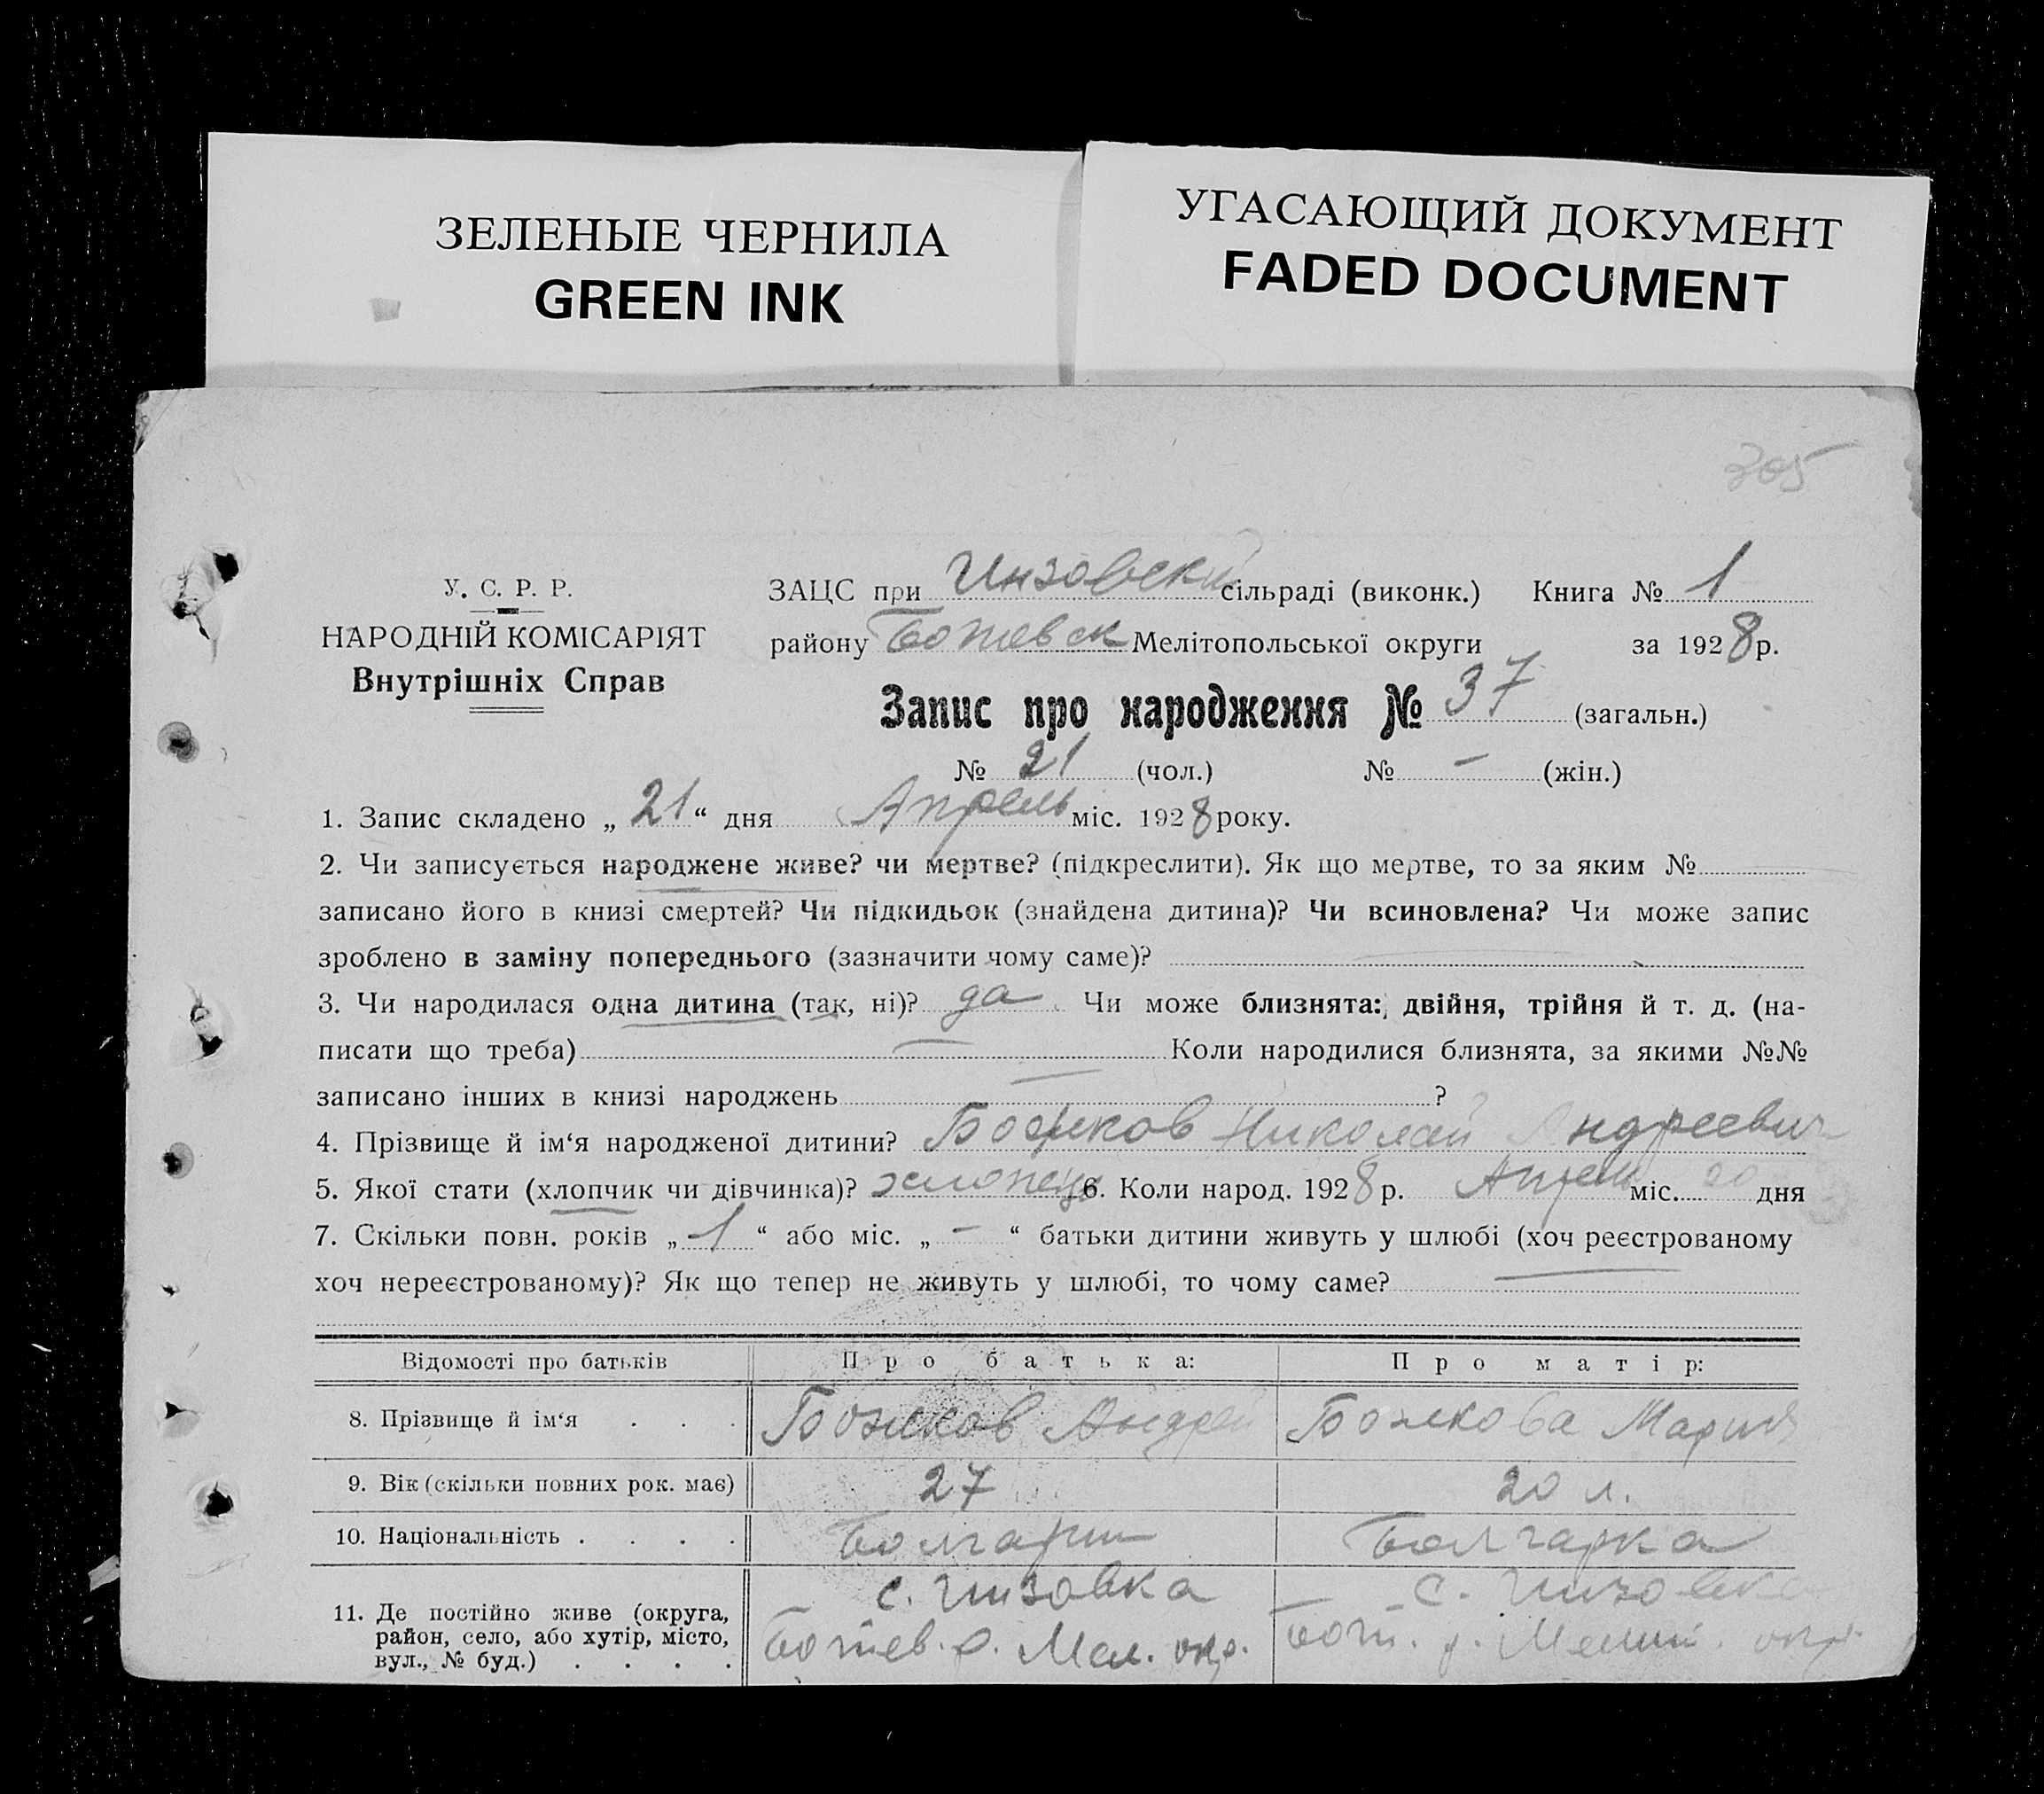 ЗЕЛЕНЫЕ ЧЕРНИЛА
GREEN INK
УГАСАЮЩИЙ ДОКУМЕНТ
FADED DOCUMENT
305
У. С. Р. Р.
НАРОДНІЙ КОМІСАРІЯТ
Внутрішніх Справ
ЗАЦС при Инзовский сільраді (виконк.) Книга № 1
району Ботевск Мелітопольської округи за 1928 р.
Запис про народження № 37 (загальн.)
№ 21 (чол.) № – (жін.)
1. Запис складено „21“ дня Апрель міс. 1928 року.
2. Чи записується народжене живе? чи мертве? (підкреслити). Як що мертве, то за яким №
записано його в книзі смертей? Чи підкидьок (знайдена дитина)? Чи всиновлена? Чи може запис
зроблено в заміну попереднього (зазначити чому саме)?
3. Чи народилася одна дитина (так, ні)? да Чи може близнята: двійня, трійня й т. д. (на-
писати що треба) — Коли народилися близнята, за якими №№
записано інших в книзі народжень — ?
4. Прізвище й ім‘я народженої дитини? Божков Николай Андреевич
5. Якої стати (хлопчик чи дівчинка)? хлопець 6. Коли народ. 1928 р. Апрель міс. 20 дня
7. Скільки повн. років „1“ або міс. „–“ батьки дитини живуть у шлюбі (хоч реєстрованому
хоч нереєстрованому)? Як що тепер не живуть у шлюбі, то чому саме? —
Відомості про батьків Про батька: Про матір:
8. Прізвище й ім‘я . . . Божков Андрей Божкова Мария
9. Вік (скільки повних рок. має) 27 20 л.
10. Національність . . . . Болгарин Болгарка
11. Де постійно живе (округа, район, село, або хутір, місто, вул., № буд.) . . . .
с. Инзовка
Ботев. р. Мел. окр.
с. Инзовка
Бот. р. Мелит. окр.